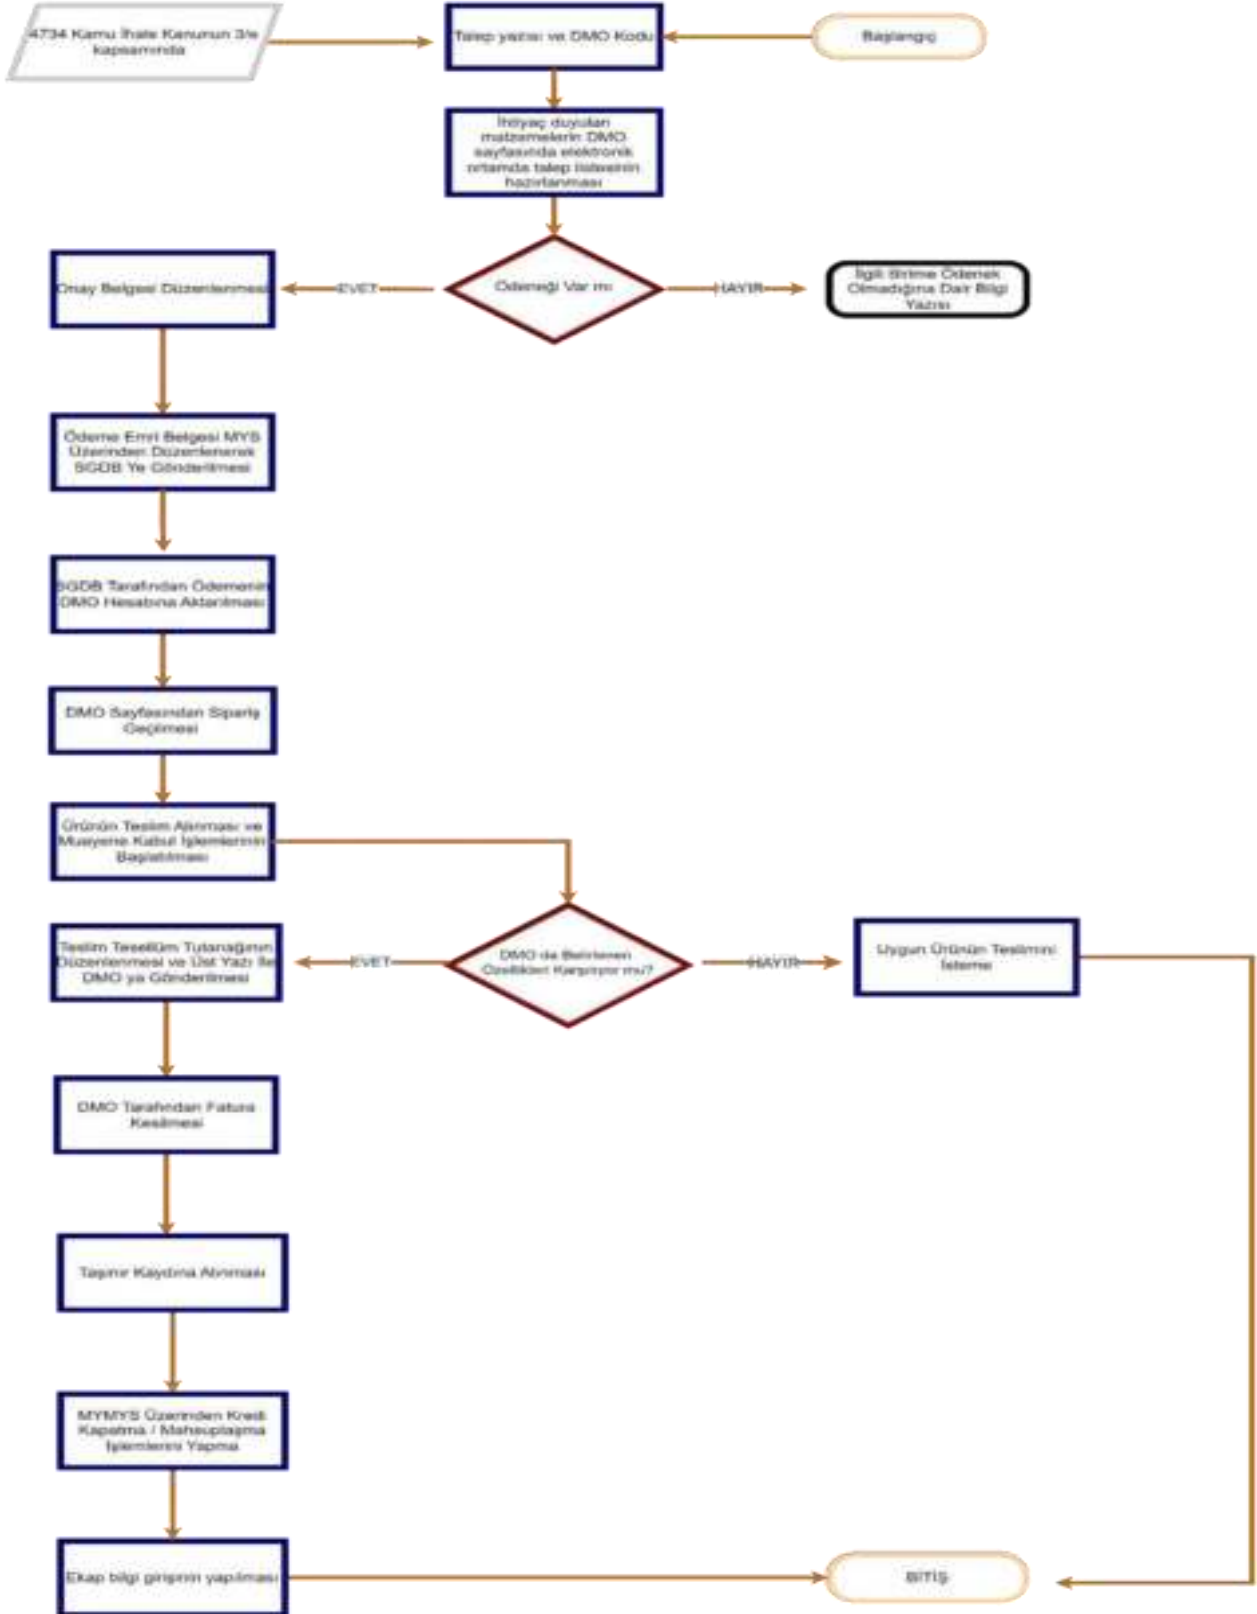 4734 Kamu İhale Kanunun 3/e
kapsamında
Talep yazısı ve DMO Kodu
Başlangıç
İhtiyaç duyulan
malzemelerin DMO
sayfasında elektronik
ortamda talep listesinin
hazırlanması
Onay Belgesi Düzenlenmesi
EVET
Ödeneği Var mı
HAYIR
İlgili Birime Ödenek
Olmadığına Dair Bilgi
Yazısı
Ödeme Emri Belgesi MYS
Üzerinden Düzenlenerek
SGDB Ye Gönderilmesi
SGDB Tarafından Ödemenin
DMO Hesabına Aktarılması
DMO Sayfasından Sipariş
Geçilmesi
Ürünün Teslim Alınması ve
Muayene Kabul İşlemlerinin
Başlatılması
Teslim Tesellüm Tutanağının
Düzenlenmesi ve Üst Yazı İle
DMO ya Gönderilmesi
EVET
DMO da Belirlenen
Özellikleri Karşılıyor mu?
HAYIR
Uygun Ürünün Teslimini
İsteme
DMO Tarafından Fatura
Kesilmesi
Taşınır Kaydına Alınması
MYMYS Üzerinden Kredi
Kapatma / Mahsuplaşma
İşlemlerini Yapma
Ekap bilgi girişinin yapılması
BİTİŞ